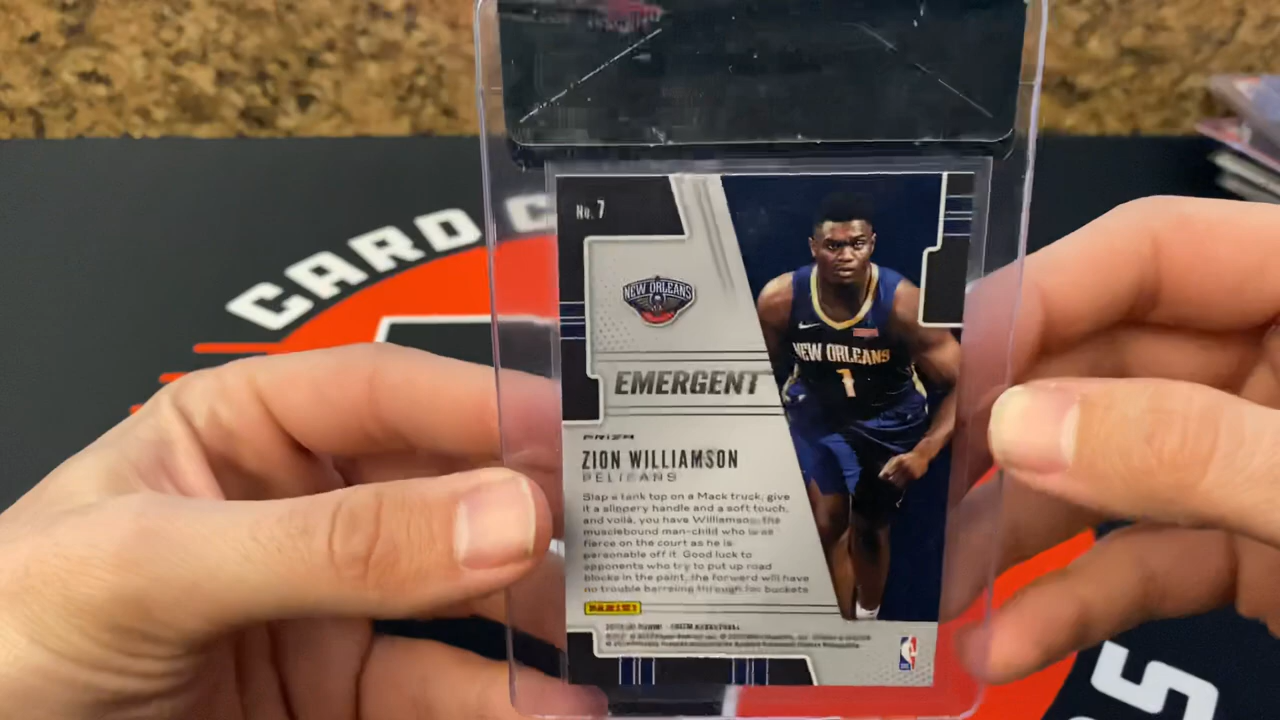 CARD C
No. 7
NEW ORLEANS
NEW ORLEANS
1
EMERGENT
PRIZM
ZION WILLIAMSON
PELICANS
Slap a tank top on a Mack truck, give
it a slippery handle and a soft touch,
and voilà, you have Williamson: the
musclebound man-child who is as
fierce on the court as he is
personable off it. Good luck to
opponents who try to put up road
blocks in the paint, the forward will have
no trouble barreling through for buckets
PANINI
S